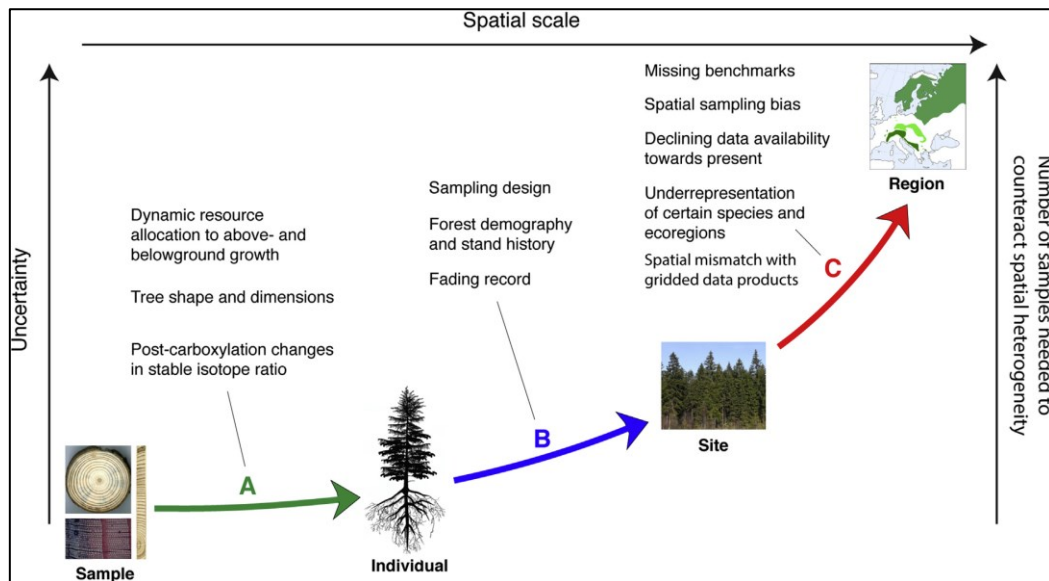 Spatial scale
Uncertainty
Number of samples needed to
counteract spatial heterogeneity
Dynamic resource
allocation to above- and
belowground growth
Tree shape and dimensions
Post-carboxylation changes
in stable isotope ratio
A
Sample
Individual
Sampling design
Forest demography
and stand history
Fading record
B
Site
Missing benchmarks
Spatial sampling bias
Declining data availability
towards present
Underrepresentation
of certain species and
ecoregions
Spatial mismatch with
gridded data products
C
Region